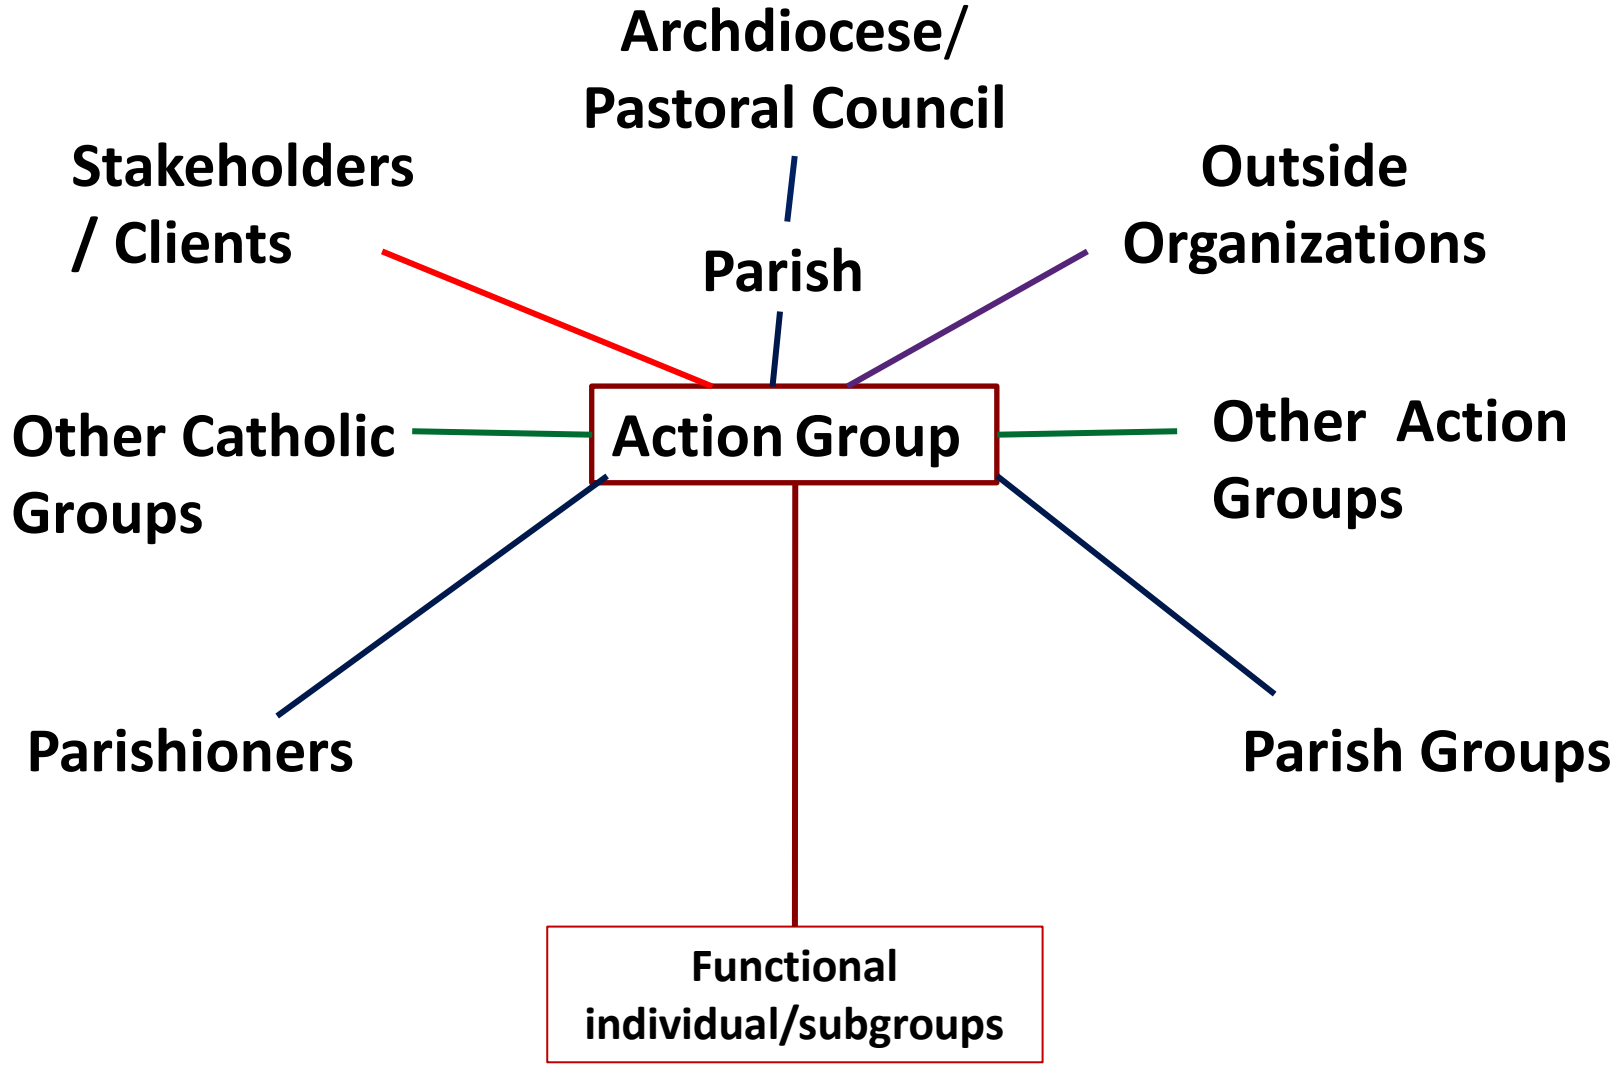 Archdiocese/
Pastoral Council
Stakeholders
/ Clients
Outside
Organizations
Parish
Other Catholic
Groups
Action Group
Other Action
Groups
Parishioners
Parish Groups
Functional
individual/subgroups